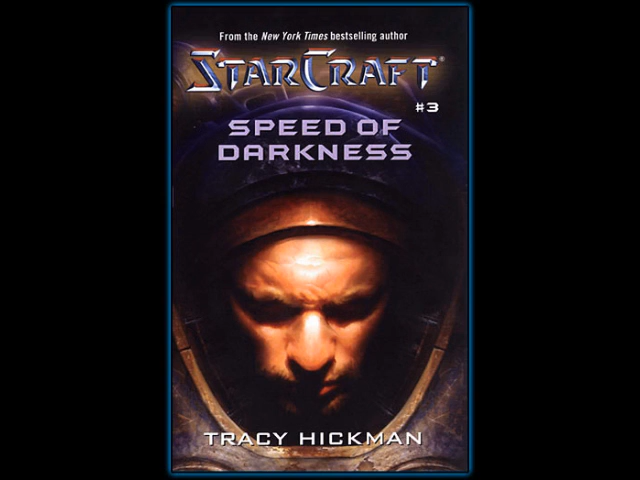 From the New York Times bestselling author
STARCRAFT®
#3
SPEED OF
DARKNESS
TRACY HICKMAN